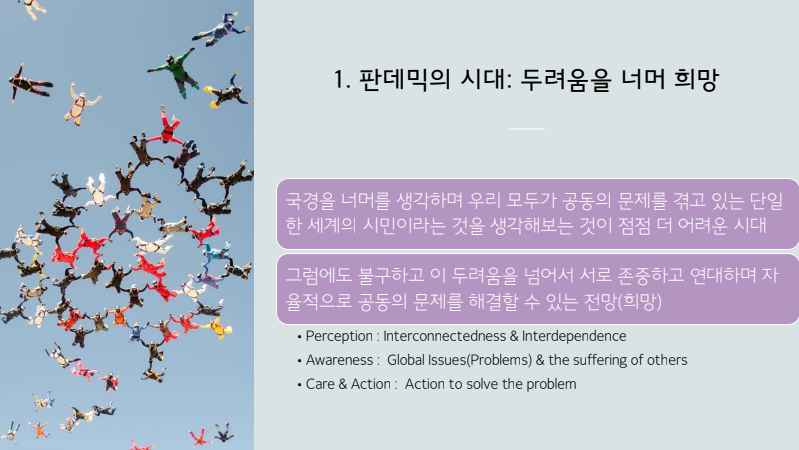 1. 판데믹의 시대: 두려움을 너머 희망
국경을 너머를 생각하며 우리 모두가 공동의 문제를 겪고 있는 단일
한 세계의 시민이라는 것을 생각해보는 것이 점점 더 어려운 시대
그럼에도 불구하고 이 두려움을 넘어서 서로 존중하고 연대하며 자
율적으로 공동의 문제를 해결할 수 있는 전망(희망)
• Perception : Interconnectedness & Interdependence
• Awareness : Global Issues(Problems) & the suffering of others
• Care & Action : Action to solve the problem